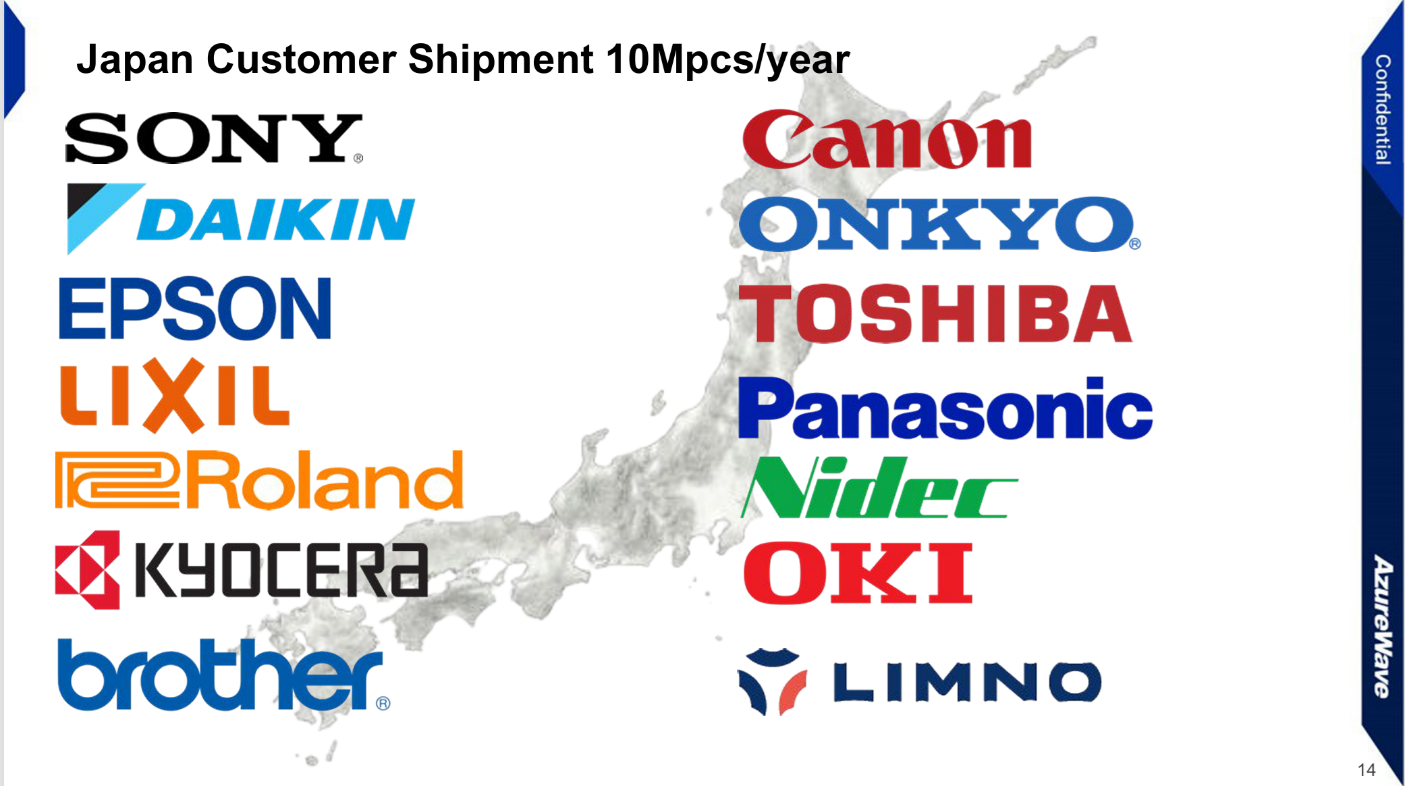 Japan Customer Shipment 10Mpcs/year
SONY®
DAIKIN
EPSON
LIXIL
Roland
KYOCERA
brother®
Canon
ONKYO®
TOSHIBA
Panasonic
Nidec
OKI
LIMNO
Confidential
AzureWave
14